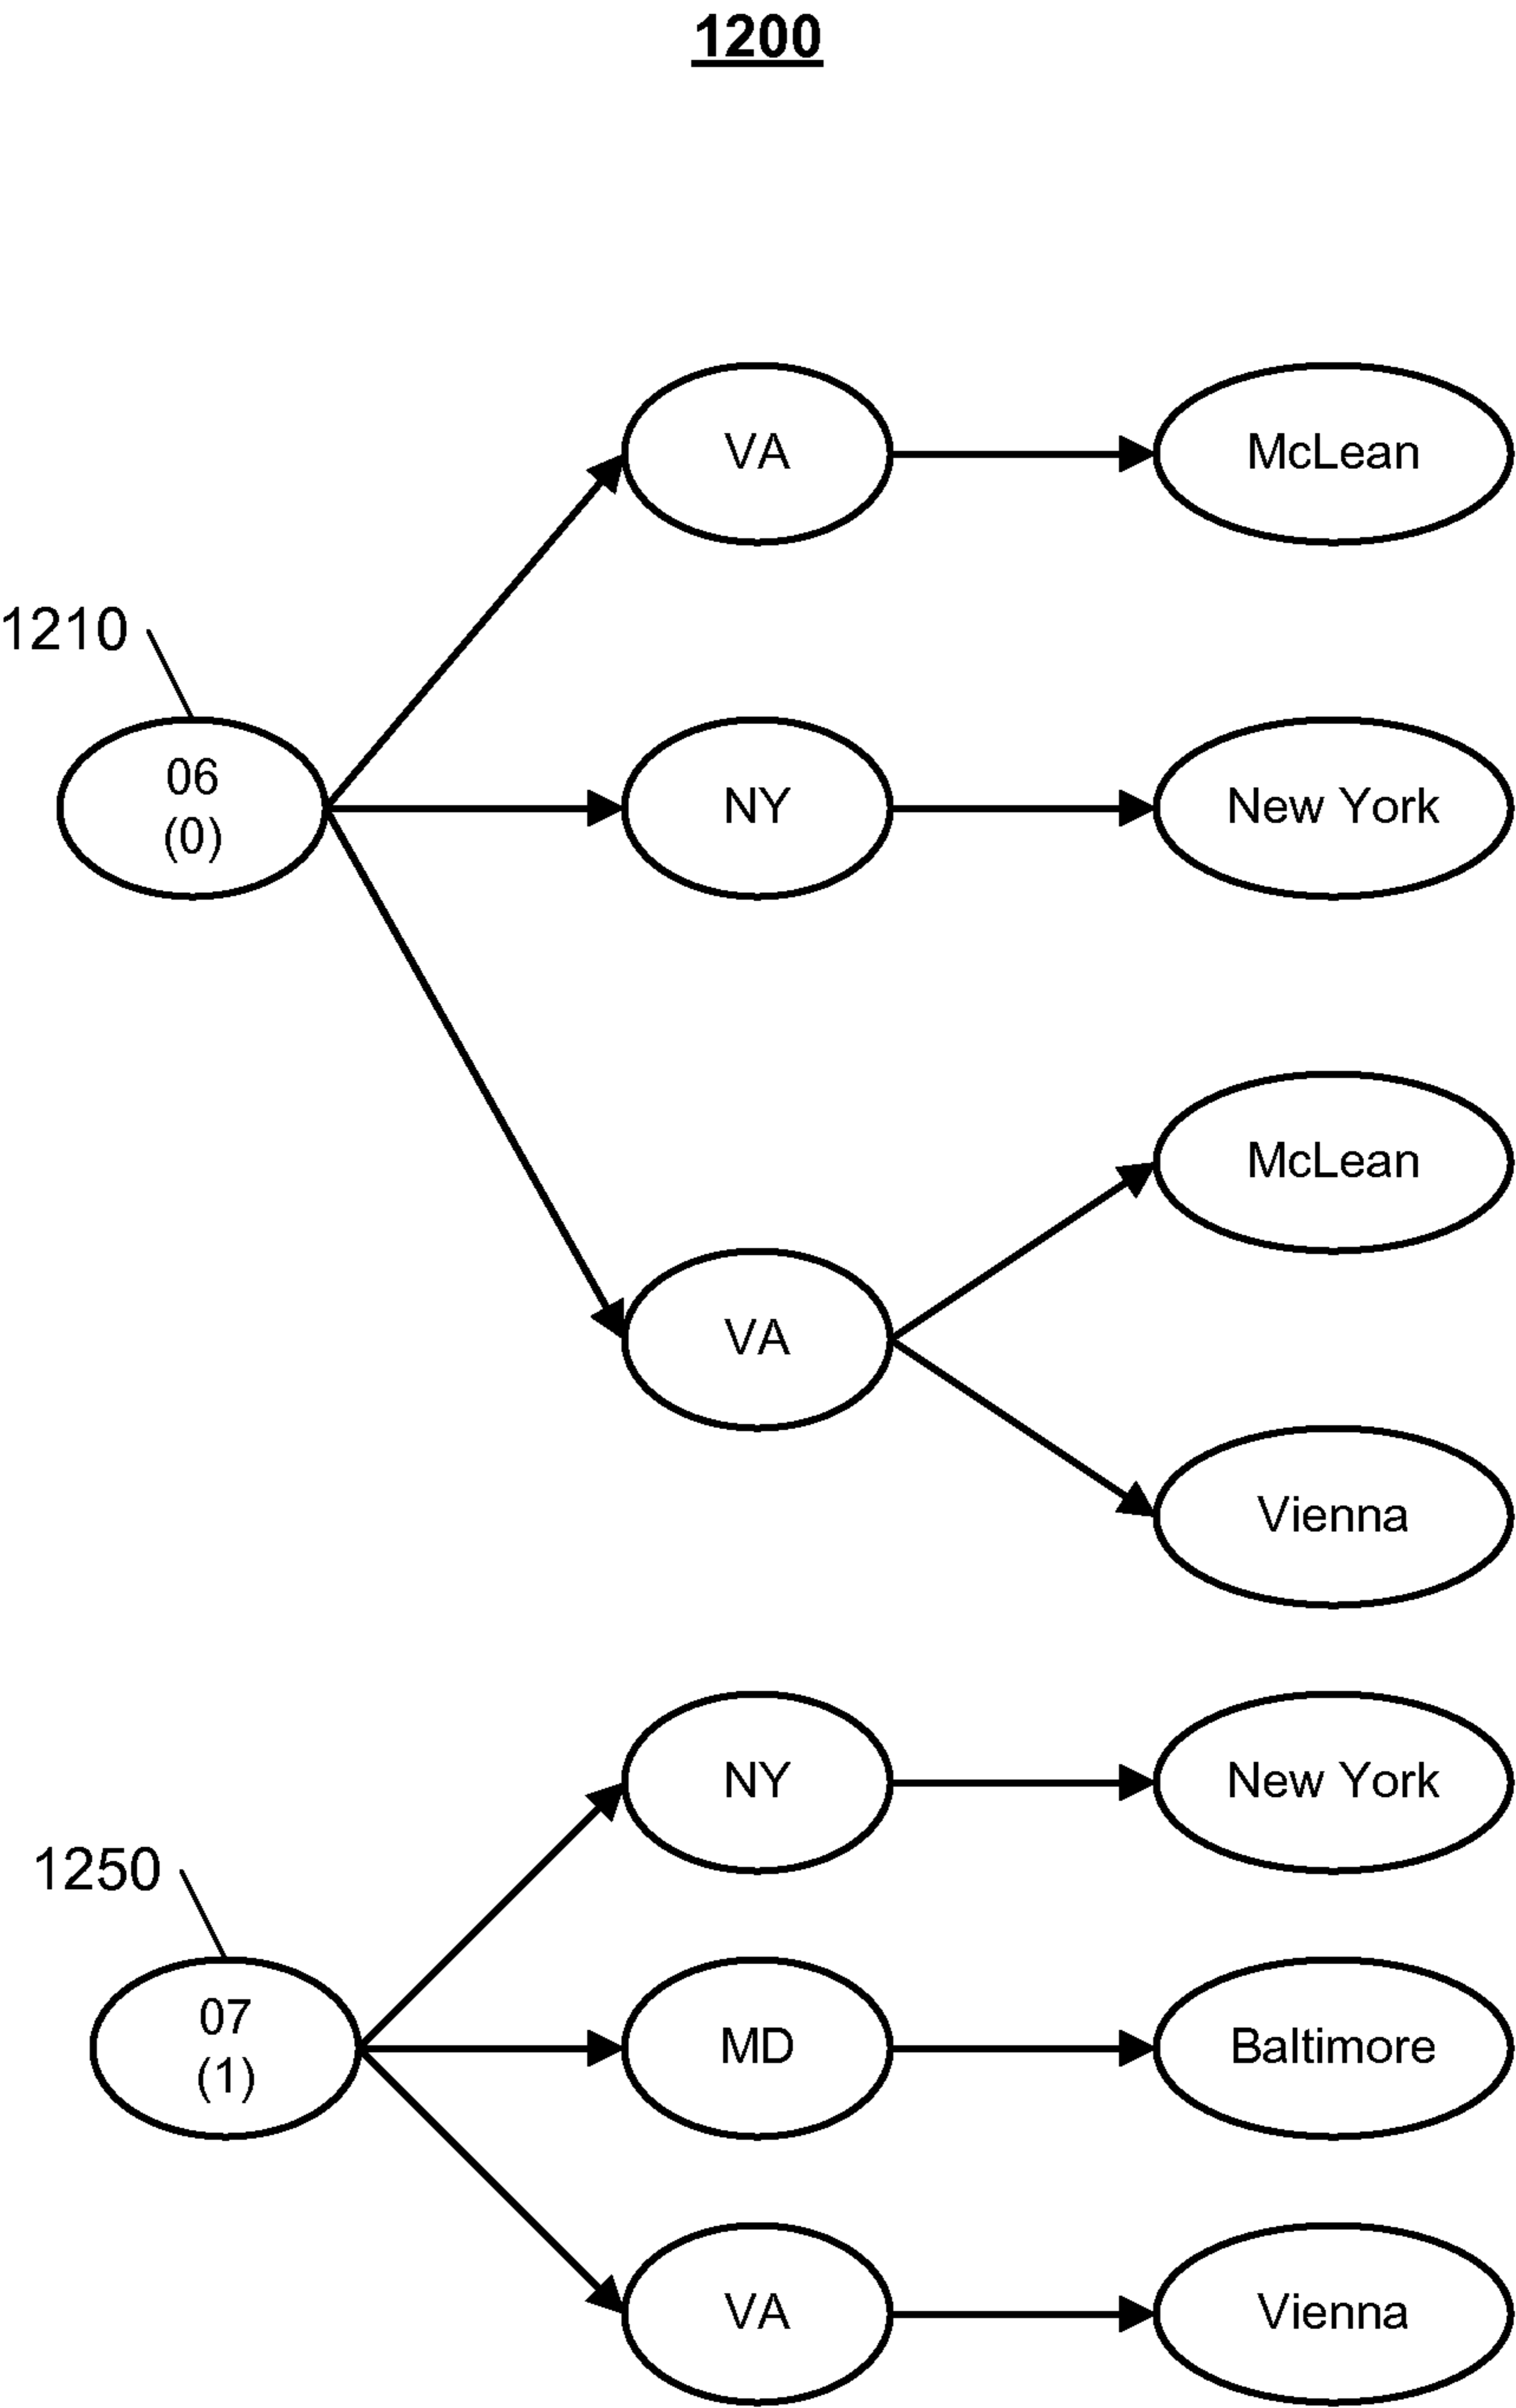 1200
VA
McLean
1210
06
(0)
NY
New York
McLean
VA
Vienna
NY
New York
1250
07
(1)
MD
Baltimore
VA
Vienna